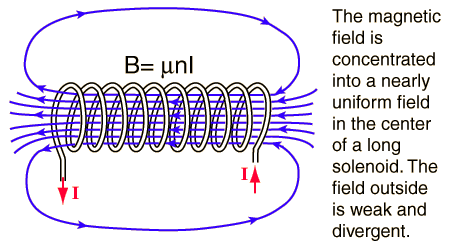 B= μnI
I
I
The magnetic
field is
concentrated
into a nearly
uniform field
in the center
of a long
solenoid. The
field outside
is weak and
divergent.